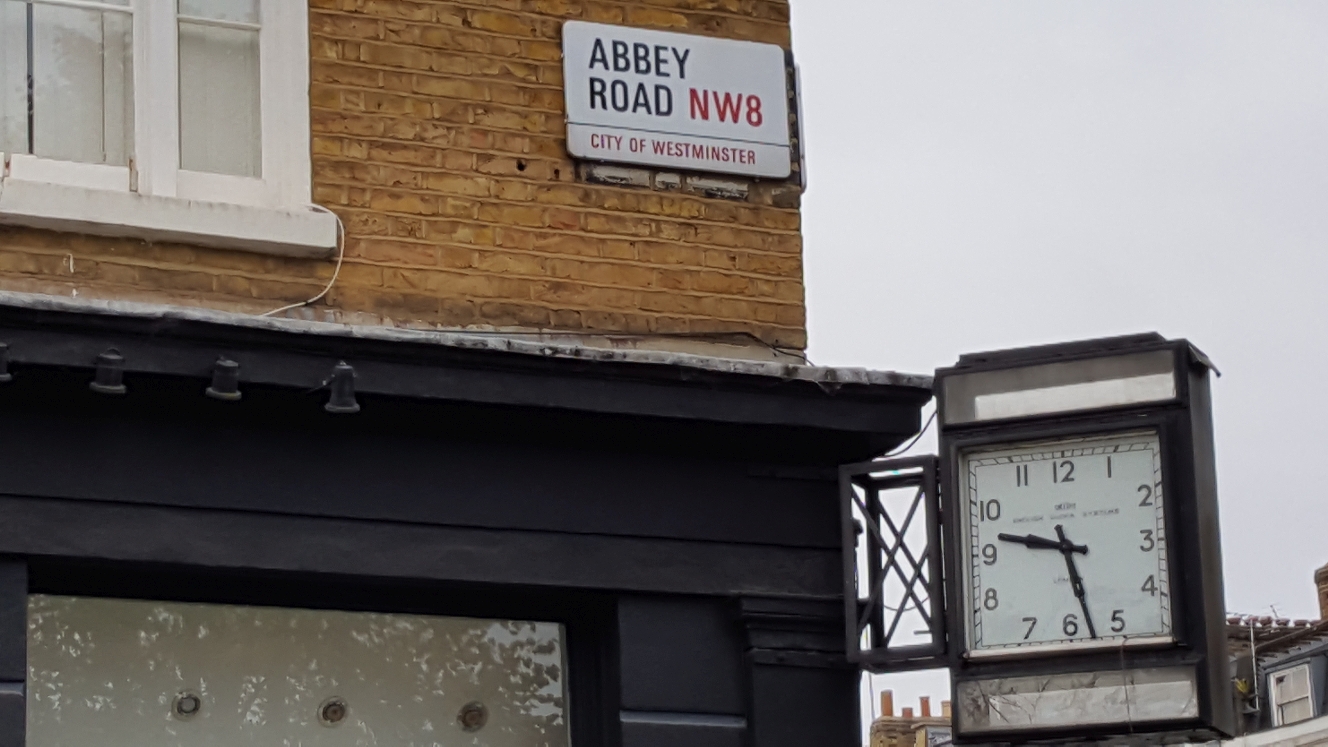 ABBEY
ROAD NW8
CITY OF WESTMINSTER
11 12 1
10 2
9 3
8 4
7 6 5